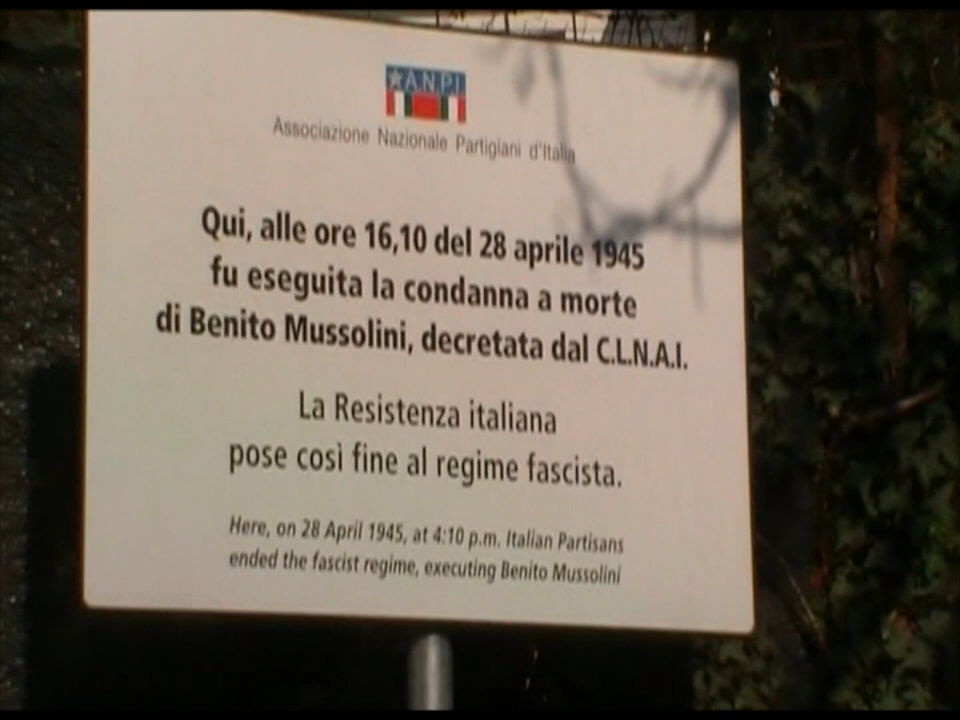 A.N.P.I.
Associazione Nazionale Partigiani d'Italia
Qui, alle ore 16,10 del 28 aprile 1945
fu eseguita la condanna a morte
di Benito Mussolini, decretata dal C.L.N.A.I.
La Resistenza italiana
pose così fine al regime fascista.
Here, on 28 April 1945, at 4:10 p.m. Italian Partisans
ended the fascist regime, executing Benito Mussolini